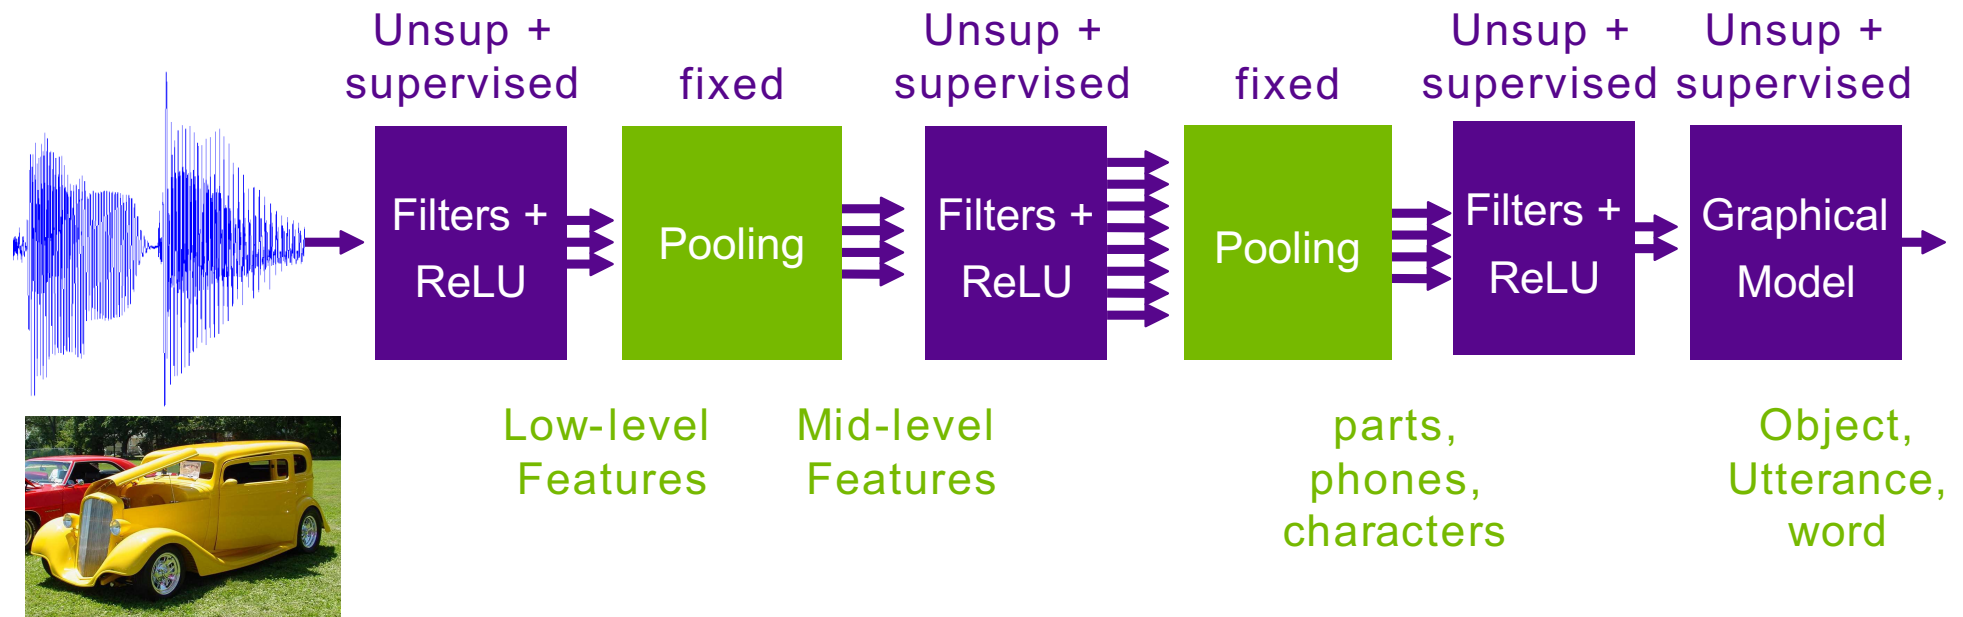 Unsup +
supervised
fixed
Unsup +
supervised
fixed
Unsup +
supervised
Unsup +
supervised
Filters +
ReLU
Pooling
Filters +
ReLU
Pooling
Filters +
ReLU
Graphical
Model
Low-level
Features
Mid-level
Features
parts,
phones,
characters
Object,
Utterance,
word